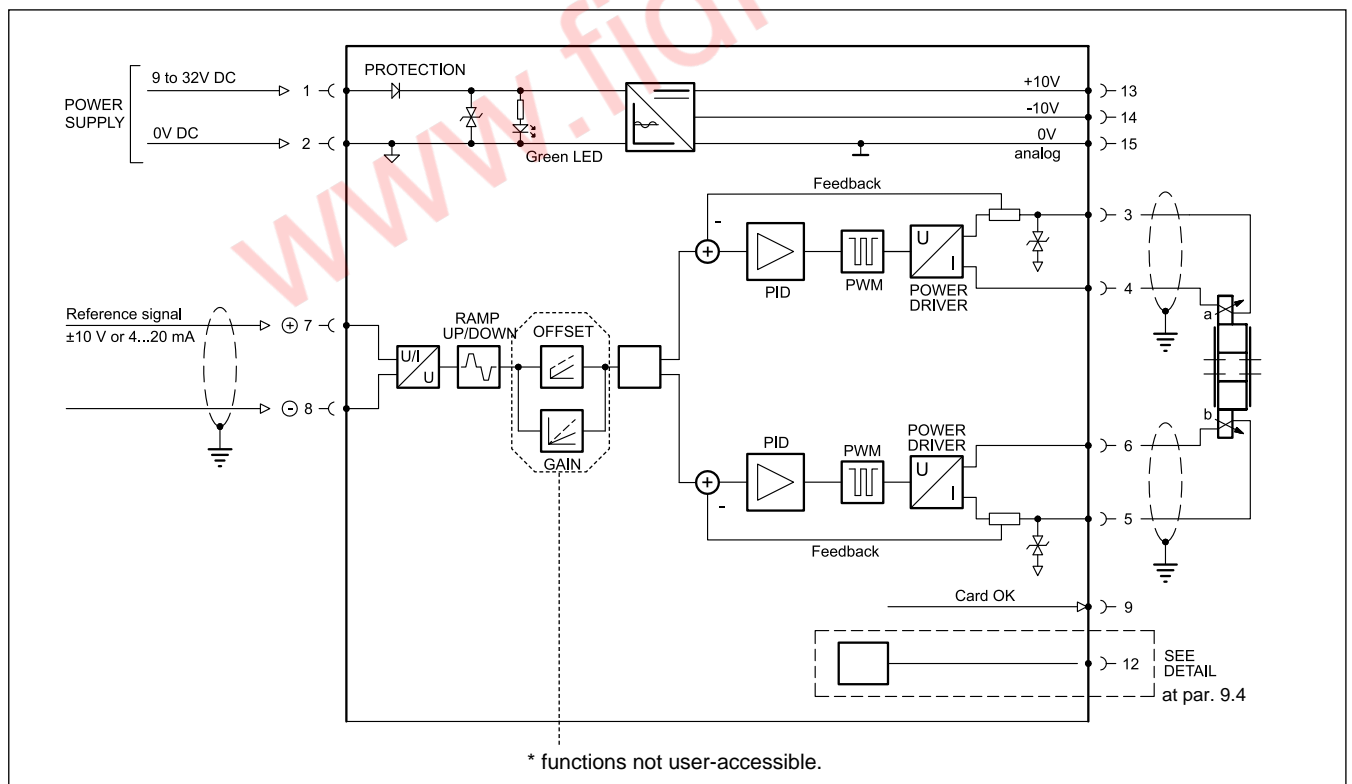 www.fid
POWER
SUPPLY
9 to 32V DC
0V DC
1
2
PROTECTION
Green LED
+10V
-10V
0V
analog
13
14
15
Feedback
-
+
PID
PWM
U
I
POWER
DRIVER
3
4
a
Reference signal
±10 V or 4...20 mA
+ 7
- 8
U/I
U
RAMP
UP/DOWN
OFFSET
GAIN
b
+
-
PID
PWM
POWER
DRIVER
U
I
6
5
Feedback
Card OK
9
12
SEE
DETAIL
at par. 9.4
* functions not user-accessible.